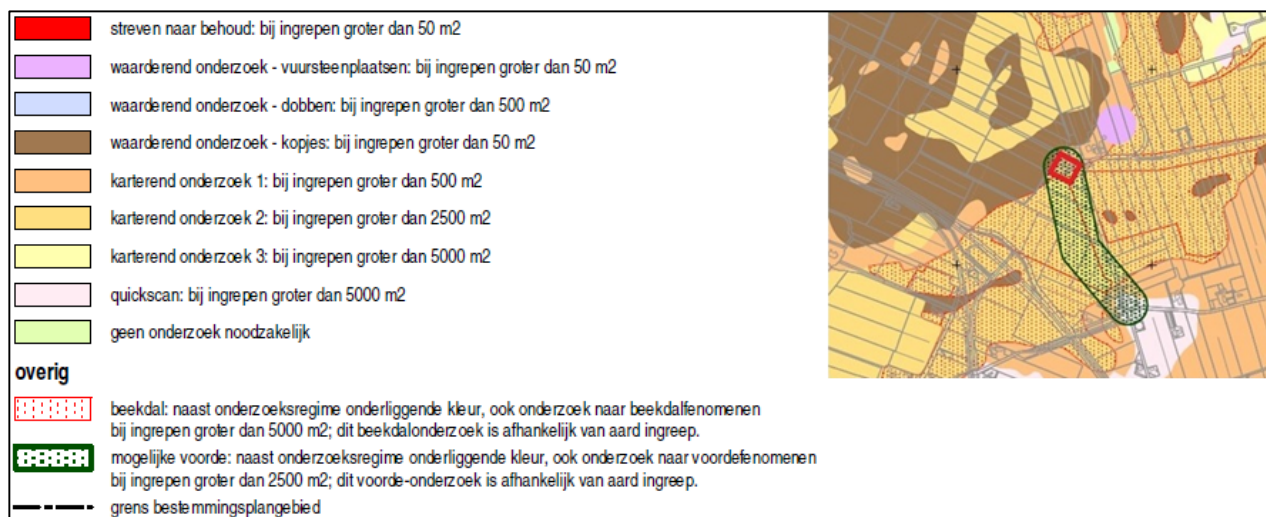 streven naar behoud: bij ingrepen groter dan 50 m2
waarderend onderzoek - vuursteenplaatsen: bij ingrepen groter dan 50 m2
waarderend onderzoek - dobben: bij ingrepen groter dan 500 m2
waarderend onderzoek - kopjes: bij ingrepen groter dan 50 m2
karterend onderzoek 1: bij ingrepen groter dan 500 m2
karterend onderzoek 2: bij ingrepen groter dan 2500 m2
karterend onderzoek 3: bij ingrepen groter dan 5000 m2
quickscan: bij ingrepen groter dan 5000 m2
geen onderzoek noodzakelijk
overig
beekdal: naast onderzoeksregime onderliggende kleur, ook onderzoek naar beekdalfenomenen
bij ingrepen groter dan 5000 m2; dit beekdalonderzoek is afhankelijk van aard ingreep.
mogelijke voorde: naast onderzoeksregime onderliggende kleur, ook onderzoek naar voordefenomenen
bij ingrepen groter dan 2500 m2; dit voorde-onderzoek is afhankelijk van aard ingreep.
grens bestemmingsplangebied